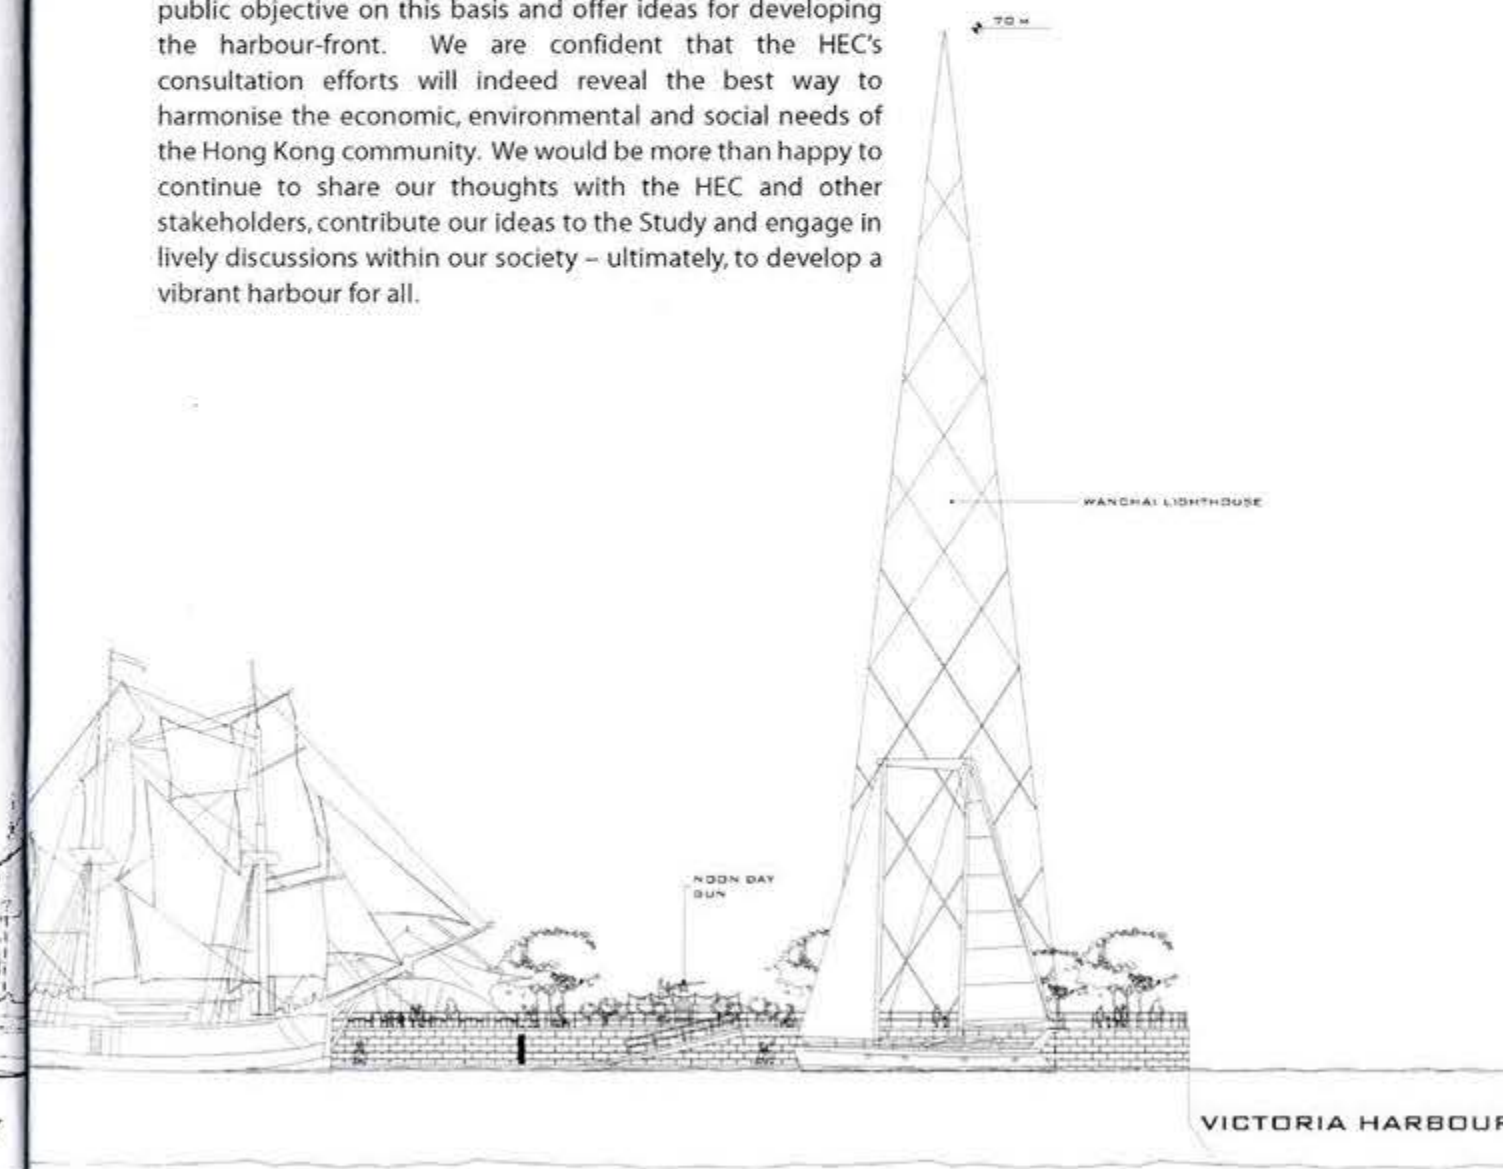 public objective on this basis and offer ideas for developing
the harbour-front. We are confident that the HEC's
consultation efforts will indeed reveal the best way to
harmonise the economic, environmental and social needs of
the Hong Kong community. We would be more than happy to
continue to share our thoughts with the HEC and other
stakeholders, contribute our ideas to the Study and engage in
lively discussions within our society – ultimately, to develop a
vibrant harbour for all.
70 M
WANCHAI LIGHTHOUSE
NOON DAY
GUN
VICTORIA HARBOUR